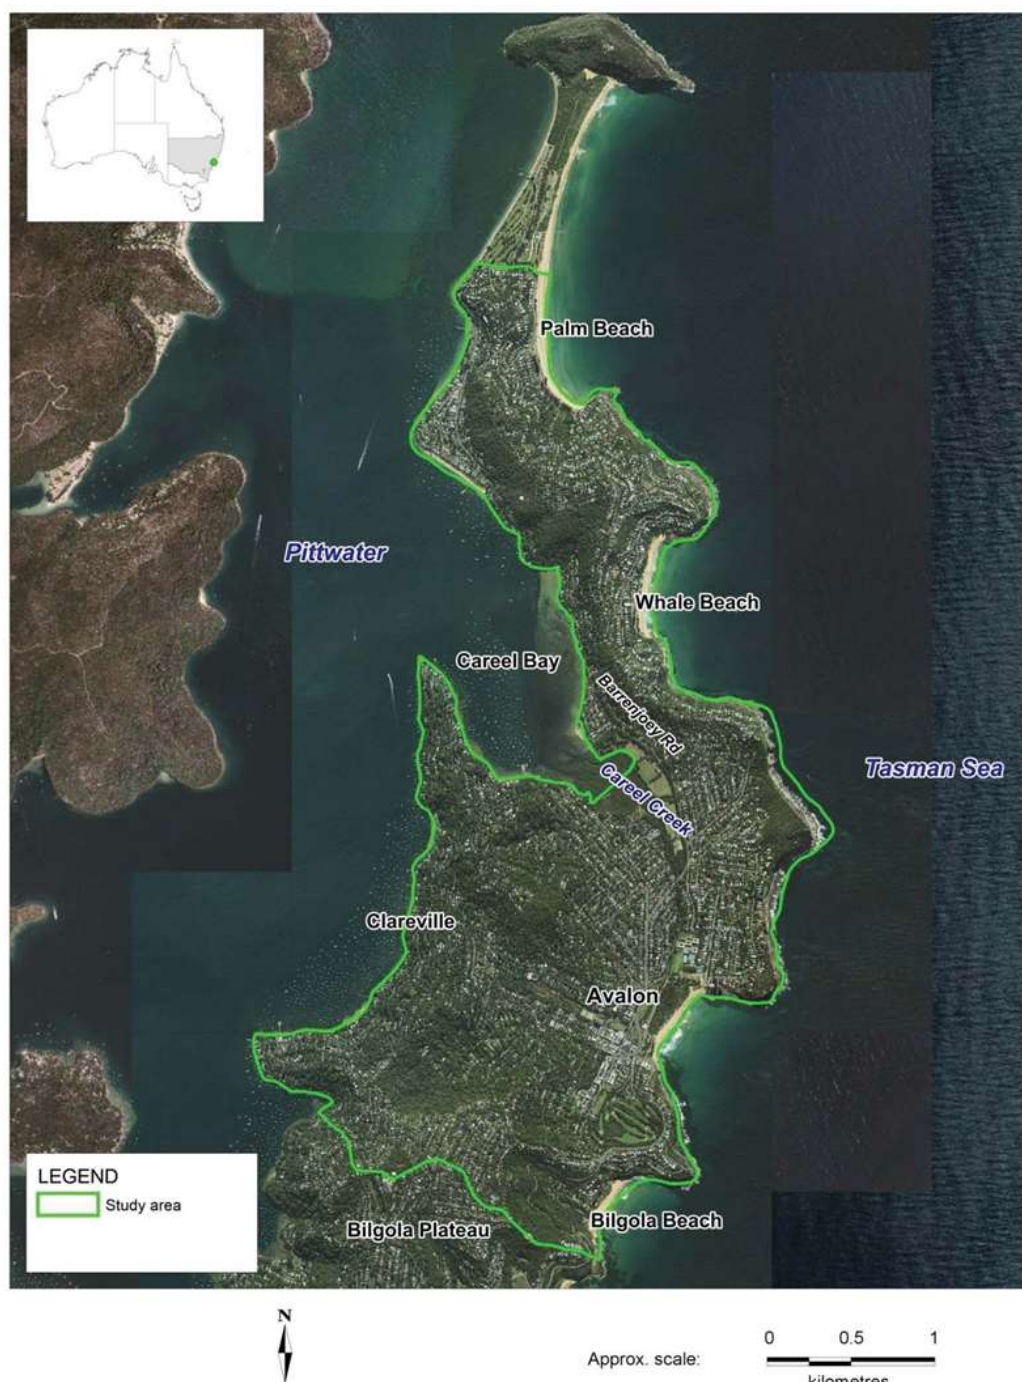 Palm Beach
Pittwater
Whale Beach
Careel Bay
Barrenjoey Rd
Tasman Sea
Careel Creek
Clareville
Avalon
LEGEND
Study area
Bilgola Beach
Bilgola Plateau
N
0 0.5 1
Approx. scale:
kilometres